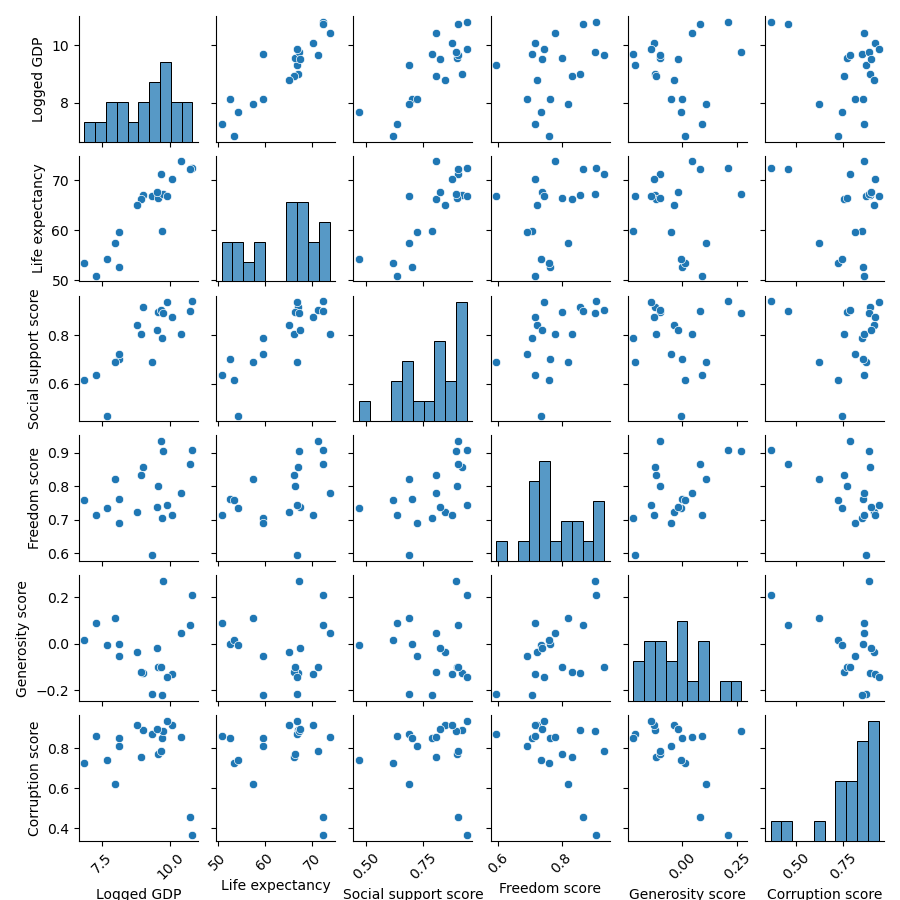 Logged GDP
10
8
Life expectancy
70
60
50
Social support score
0.8
0.6
Freedom score
0.9
0.8
0.7
0.6
Generosity score
0.2
0.0
−0.2
Corruption score
0.8
0.6
0.4
7.5 10.0 50 60 70 0.50 0.75 0.6 0.8 0.00 0.25 0.50 0.75
Logged GDP Life expectancy Social support score Freedom score Generosity score Corruption score